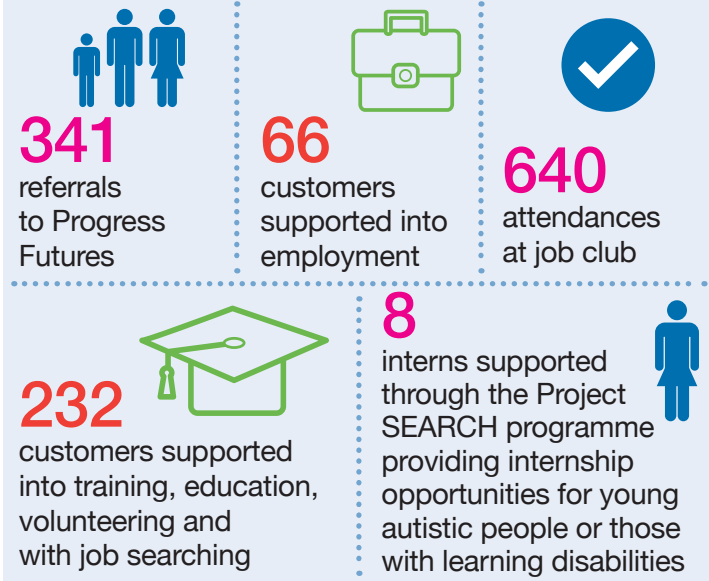 341
referrals
to Progress
Futures
66
customers
supported into
employment
640
attendances
at job club
232
customers supported
into training, education,
volunteering and
with job searching
8
interns supported
through the Project
SEARCH programme
providing internship
opportunities for young
autistic people or those
with learning disabilities